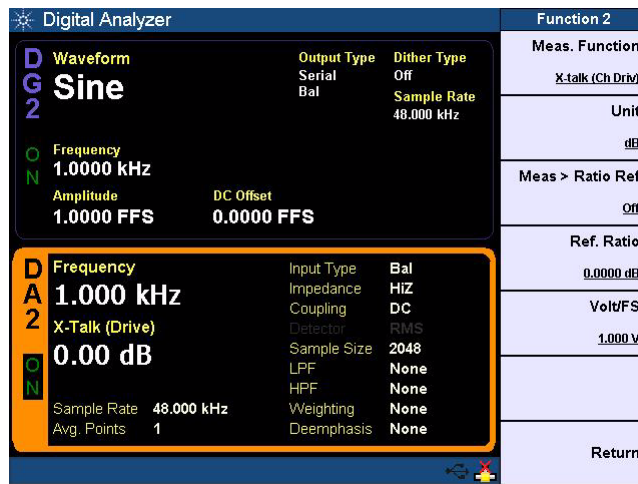 Digital Analyzer
DG2
ON
Waveform
Sine
Output Type
Serial
Bal
Dither Type
Off
Sample Rate
48.000 kHz
Frequency
1.0000 kHz
Amplitude
1.0000 FFS
DC Offset
0.0000 FFS
DA2
ON
Frequency
1.000 kHz
X-Talk (Drive)
0.00 dB
Sample Rate 48.000 kHz
Avg. Points 1
Input Type Bal
Impedance HiZ
Coupling DC
Detector RMS
Sample Size 2048
LPF None
HPF None
Weighting None
Deemphasis None
Function 2
Meas. Function
X-talk (Ch Driv)
Unit
dB
Meas > Ratio Ref
Off
Ref. Ratio
0.0000 dB
Volt/FS
1.000 V
Return